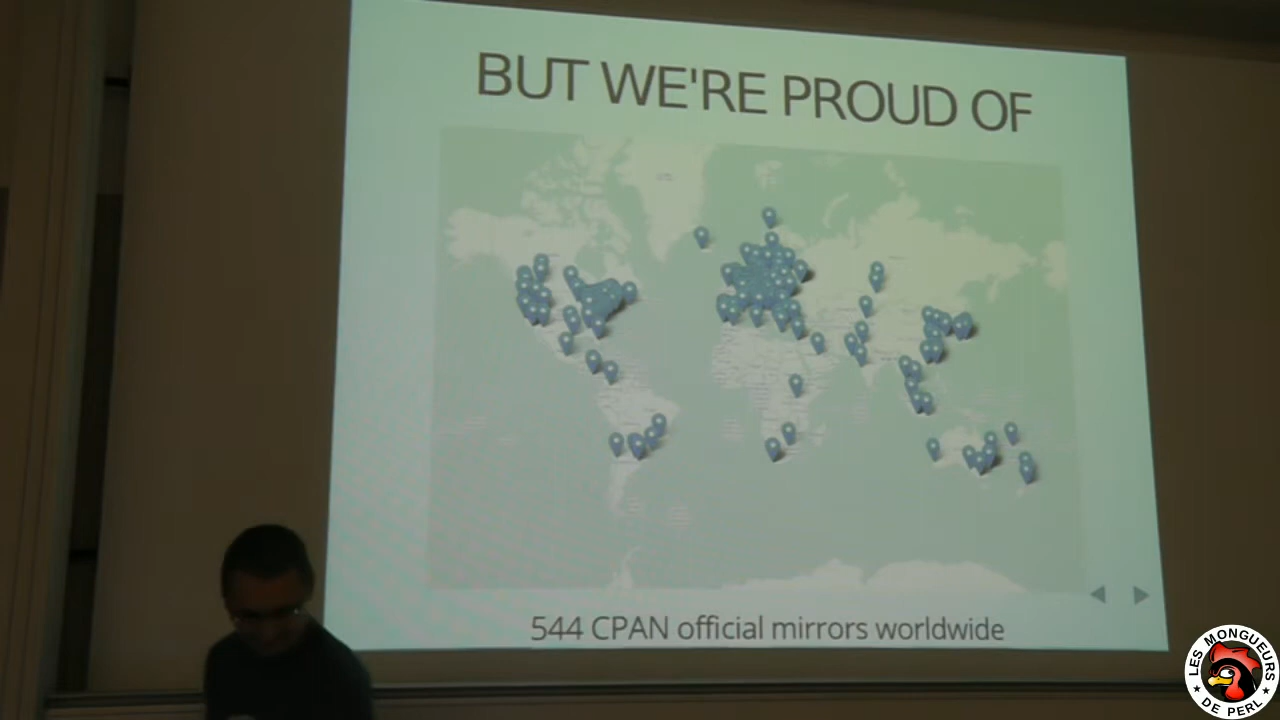 BUT WE'RE PROUD OF
544 CPAN official mirrors worldwide
LES MONGUEURS
★ DE PERL ★